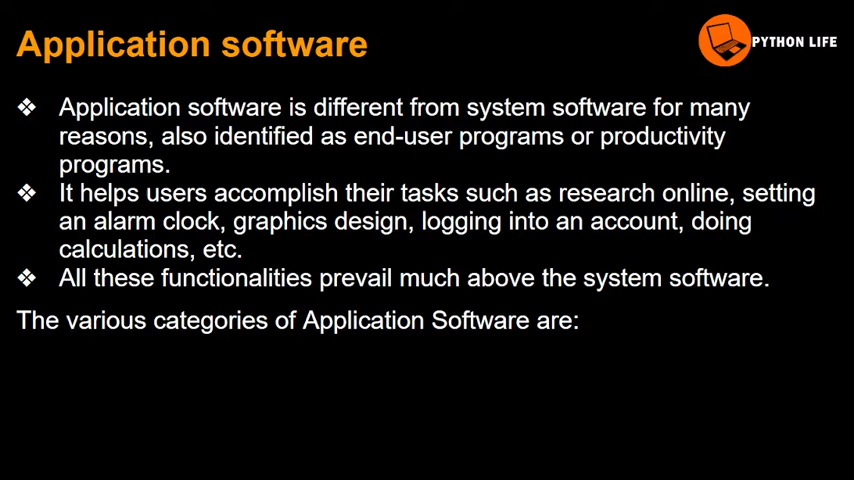 Application software
PYTHON LIFE
❖ Application software is different from system software for many
reasons, also identified as end-user programs or productivity
programs.
❖ It helps users accomplish their tasks such as research online, setting
an alarm clock, graphics design, logging into an account, doing
calculations, etc.
❖ All these functionalities prevail much above the system software.
The various categories of Application Software are: